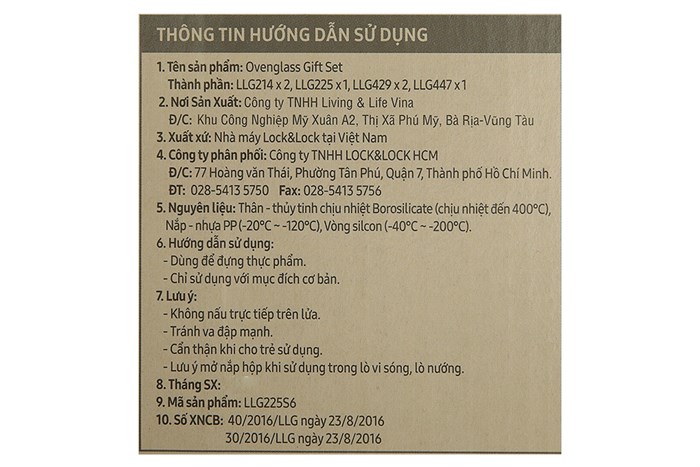 THÔNG TIN HƯỚNG DẪN SỬ DỤNG
1. Tên sản phẩm: Ovenglass Gift Set
Thành phần: LLG214 x 2, LLG225 x 1, LLG429 x 2, LLG447 x 1
2. Nơi Sản Xuất: Công ty TNHH Living & Life Vina
Đ/C: Khu Công Nghiệp Mỹ Xuân A2, Thị Xã Phú Mỹ, Bà Rịa-Vũng Tàu
3. Xuất xứ: Nhà máy Lock&Lock tại Việt Nam
4. Công ty phân phối: Công ty TNHH LOCK&LOCK HCM
Đ/C: 77 Hoàng văn Thái, Phường Tân Phú, Quận 7, Thành phố Hồ Chí Minh.
ĐT: 028-5413 5750 Fax: 028-5413 5756
5. Nguyên liệu: Thân - thủy tinh chịu nhiệt Borosilicate (chịu nhiệt đến 400°C),
Nắp - nhựa PP (-20°C ~ -120°C), Vòng silcon (-40°C ~ -200°C).
6. Hướng dẫn sử dụng:
- Dùng để đựng thực phẩm.
- Chỉ sử dụng với mục đích cơ bản.
7. Lưu ý:
- Không nấu trực tiếp trên lửa.
- Tránh va đập mạnh.
- Cẩn thận khi cho trẻ sử dụng.
- Lưu ý mở nắp hộp khi sử dụng trong lò vi sóng, lò nướng.
8. Tháng SX:
9. Mã sản phẩm: LLG225S6
10. Số XNCB: 40/2016/LLG ngày 23/8/2016
30/2016/LLG ngày 23/8/2016